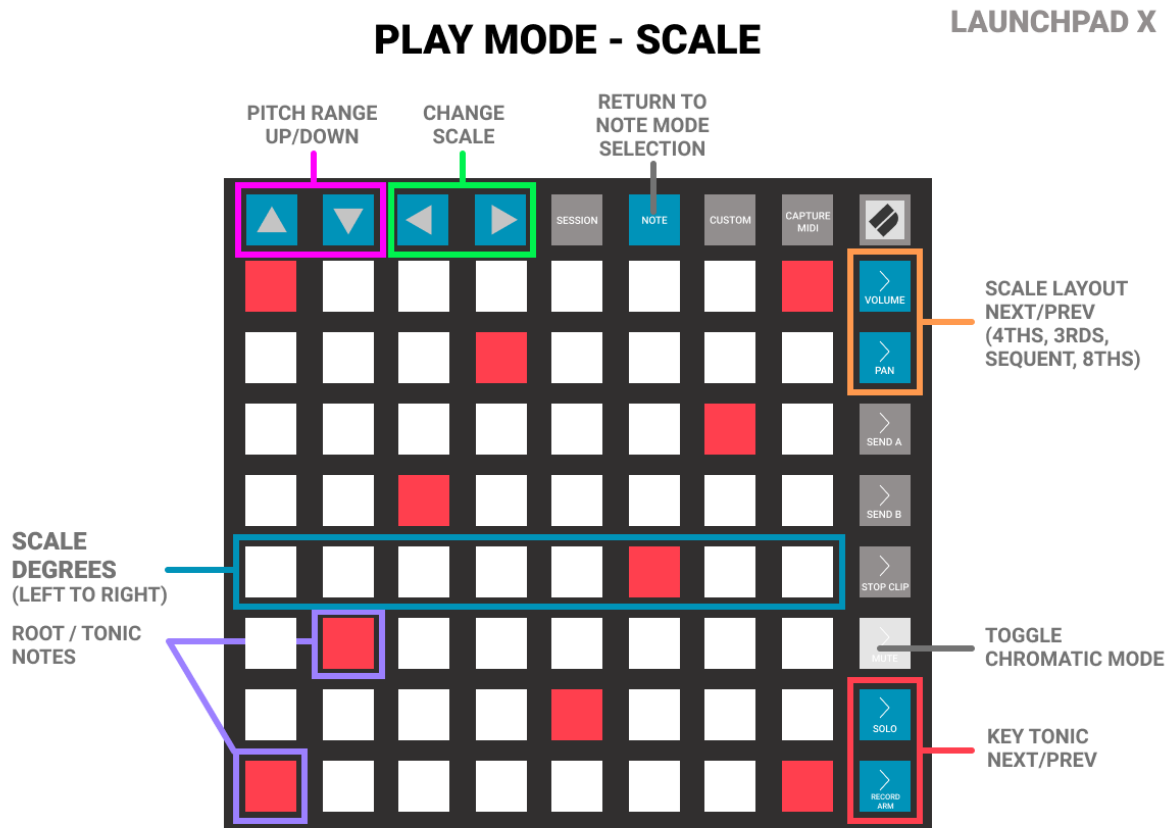 PLAY MODE - SCALE
LAUNCHPAD X
PITCH RANGE
UP/DOWN
CHANGE
SCALE
RETURN TO
NOTE MODE
SELECTION
SESSION
NOTE
CUSTOM
CAPTURE
MIDI
VOLUME
PAN
SCALE LAYOUT
NEXT/PREV
(4THS, 3RDS,
SEQUENT, 8THS)
SEND A
SEND B
SCALE
DEGREES
(LEFT TO RIGHT)
STOP CLIP
ROOT / TONIC
NOTES
MUTE
TOGGLE
CHROMATIC MODE
SOLO
KEY TONIC
NEXT/PREV
RECORD
ARM